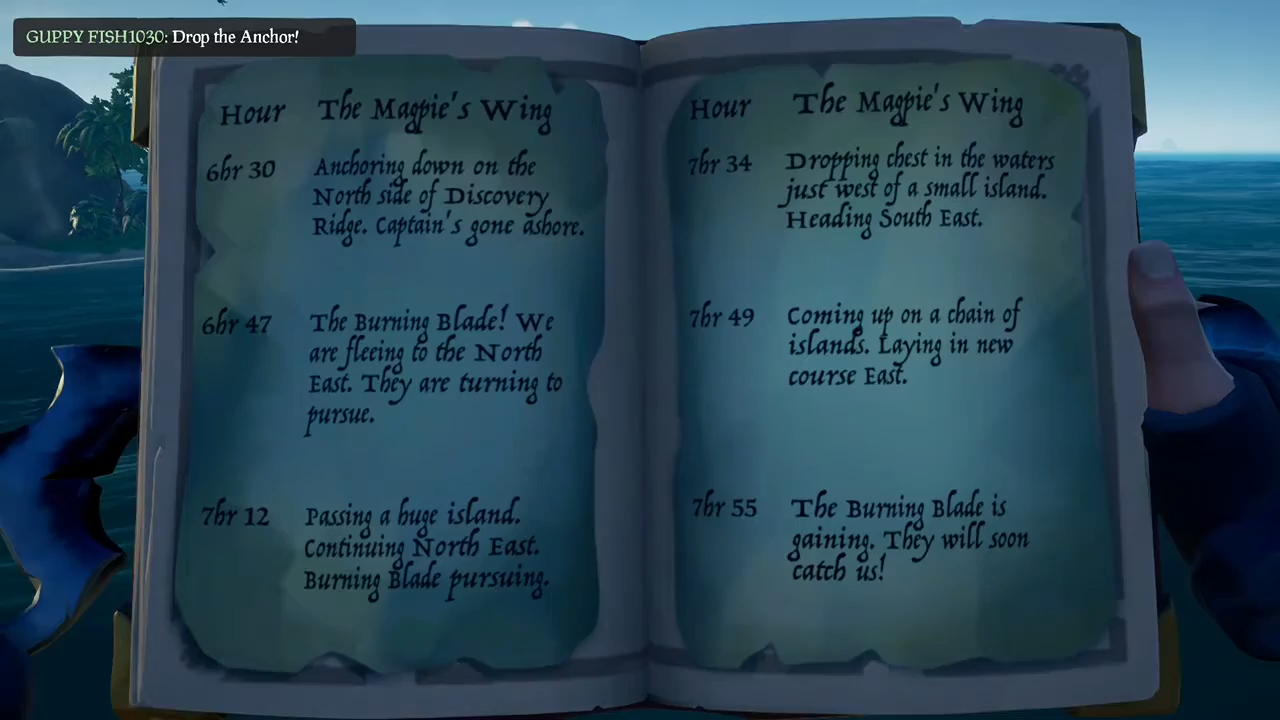 GUPPY FISH1030: Drop the Anchor!
Hour The Magpie's Wing
6hr 30 Anchoring down on the
North side of Discovery
Ridge. Captain's gone ashore.
6hr 47 The Burning Blade! We
are fleeing to the North
East. They are turning to
pursue.
7hr 12 Passing a huge island.
Continuing North East.
Burning Blade pursuing.
Hour The Magpie's Wing
7hr 34 Dropping chest in the waters
just west of a small island.
Heading South East.
7hr 49 Coming up on a chain of
islands. Laying in new
course East.
7hr 55 The Burning Blade is
gaining. They will soon
catch us!